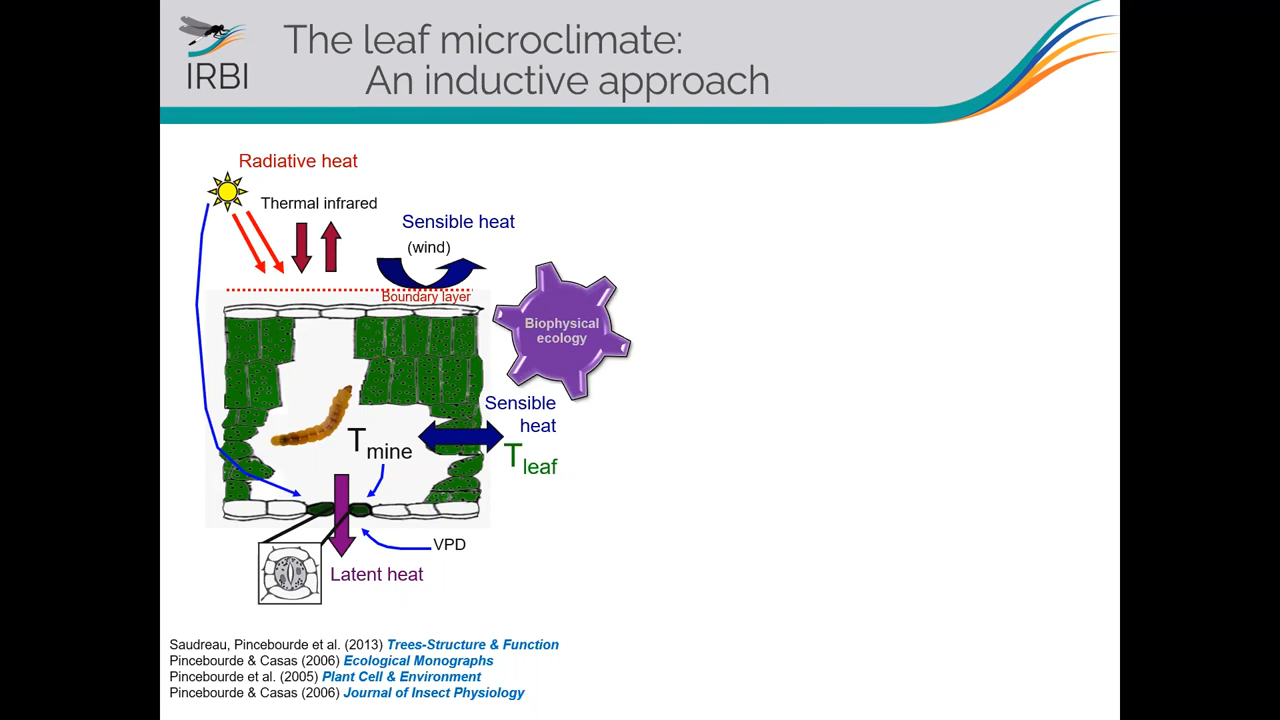 IRBI
The leaf microclimate:
An inductive approach
Radiative heat
Thermal infrared
Sensible heat
(wind)
Boundary layer
Biophysical
ecology
Sensible
heat
T mine
T leaf
VPD
Latent heat
Saudreau, Pincebourde et al. (2013) Trees-Structure & Function
Pincebourde & Casas (2006) Ecological Monographs
Pincebourde et al. (2005) Plant Cell & Environment
Pincebourde & Casas (2006) Journal of Insect Physiology